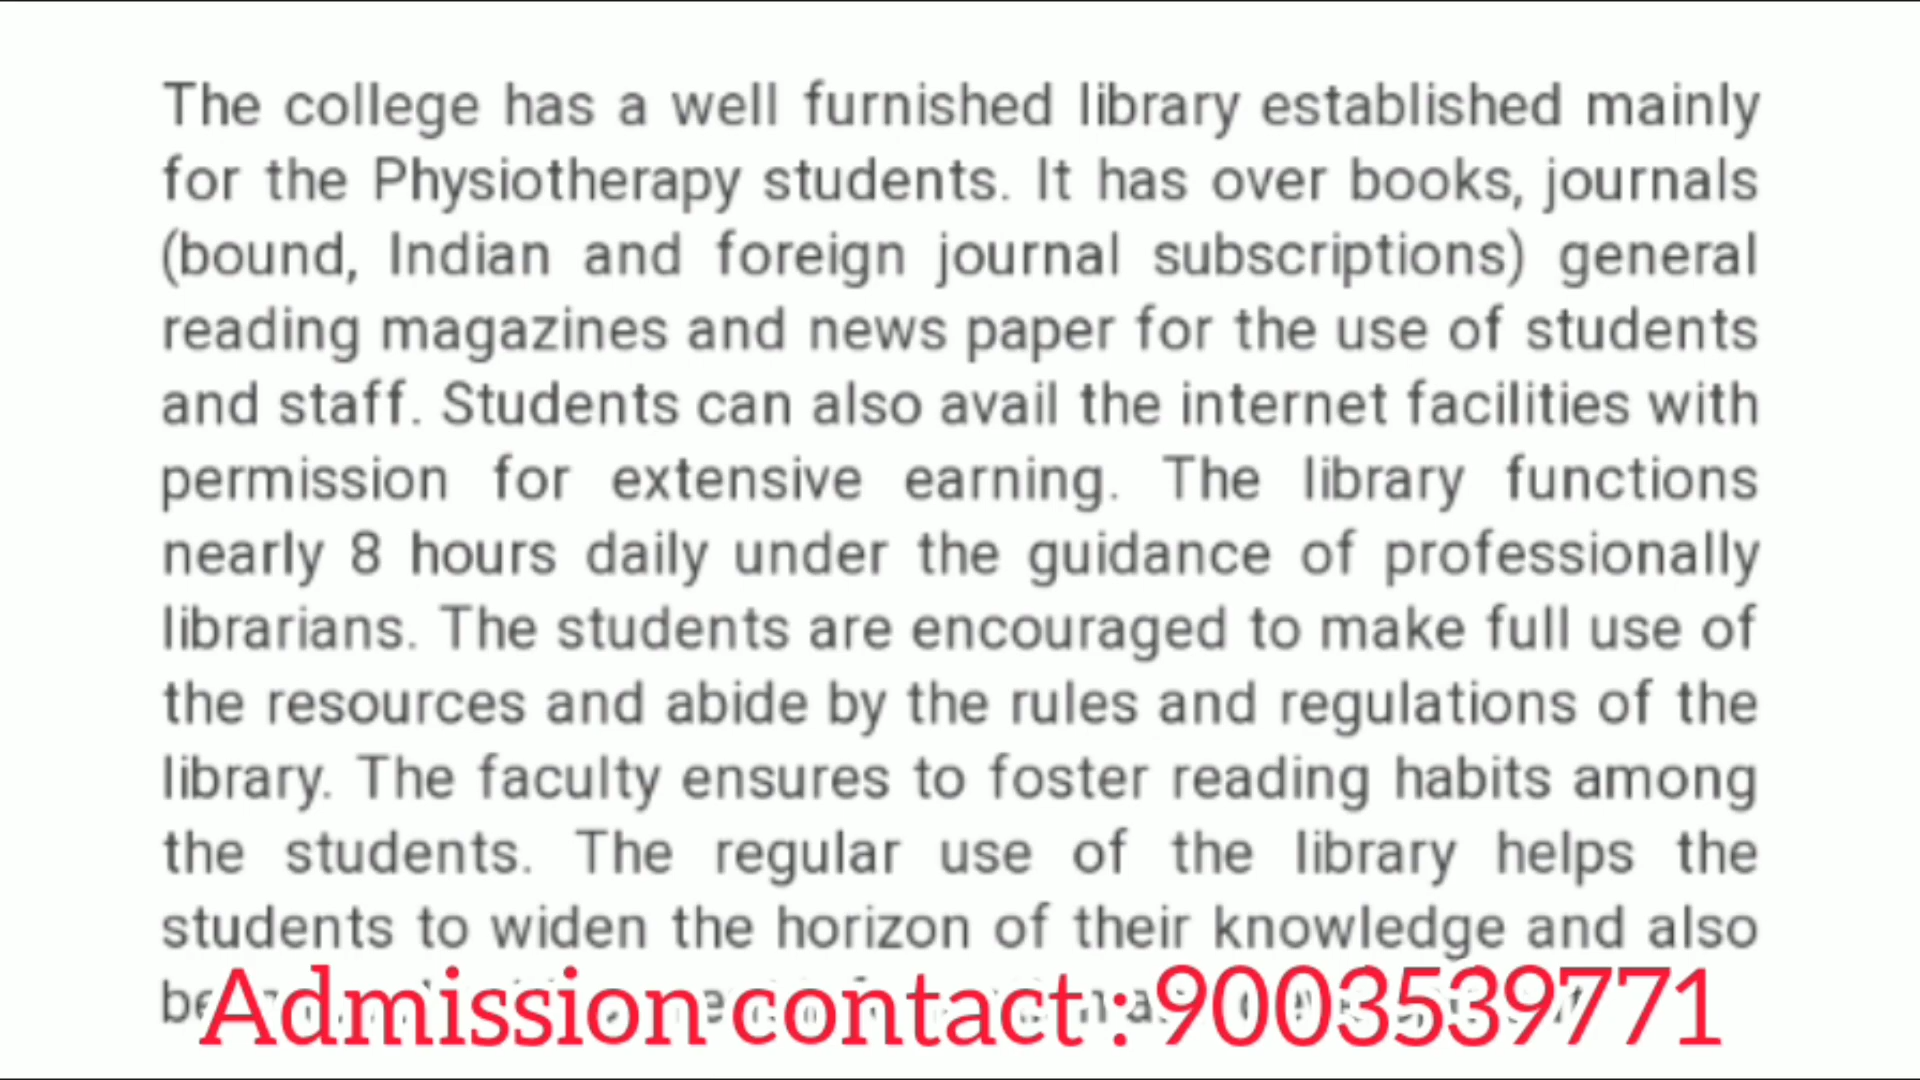 The college has a well furnished library established mainly
for the Physiotherapy students. It has over books, journals
(bound, Indian and foreign journal subscriptions) general
reading magazines and news paper for the use of students
and staff. Students can also avail the internet facilities with
permission for extensive earning. The library functions
nearly 8 hours daily under the guidance of professionally
librarians. The students are encouraged to make full use of
the resources and abide by the rules and regulations of the
library. The faculty ensures to foster reading habits among
the students. The regular use of the library helps the
students to widen the horizon of their knowledge and also
Admission contact : 9003539771